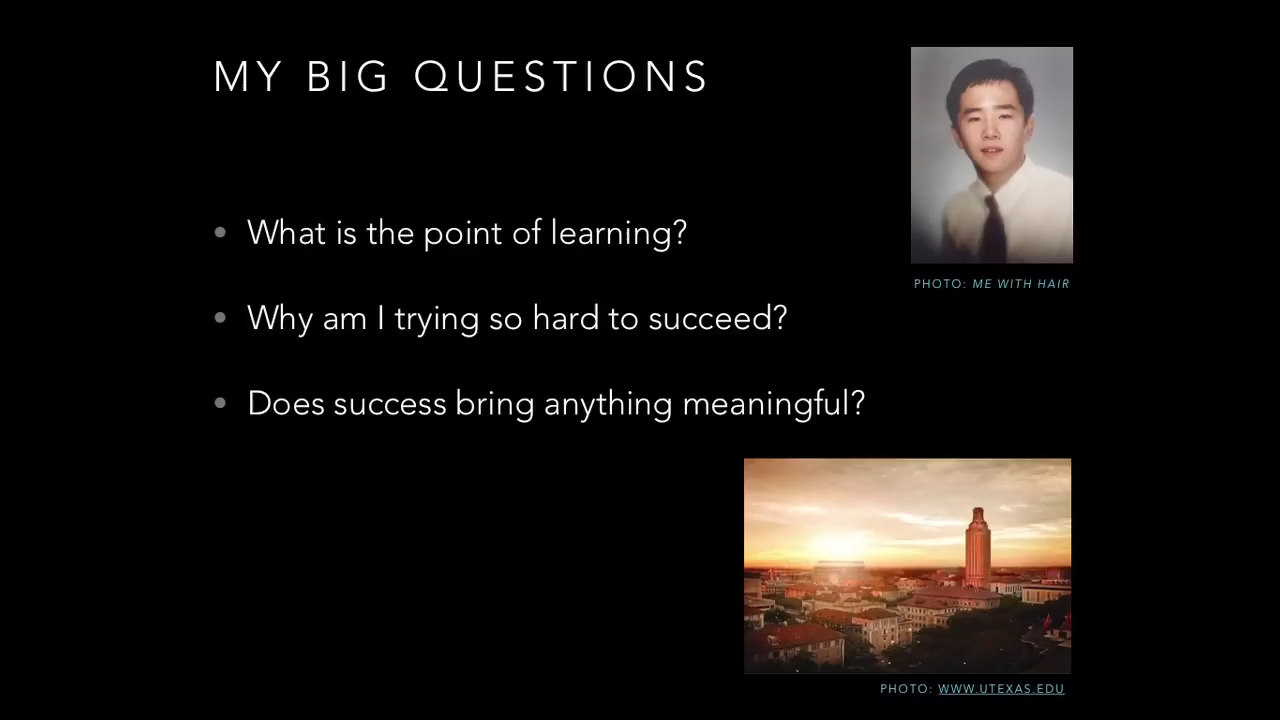 MY BIG QUESTIONS
• What is the point of learning?
• Why am I trying so hard to succeed?
• Does success bring anything meaningful?
PHOTO: ME WITH HAIR
PHOTO: WWW.UTEXAS.EDU